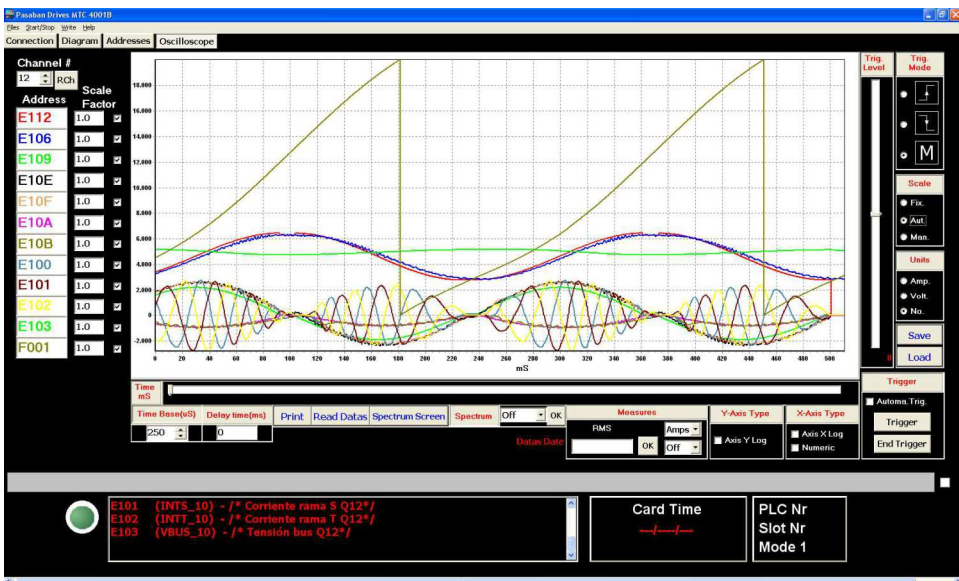 Pasaban Drives MTC 4001B
Files Start/Stop Write Help
Connection Diagram Addresses Oscilloscope
Channel #
12 RCh
Address Scale Factor
E112 1.0
E106 1.0
E109 1.0
E10E 1.0
E10F 1.0
E10A 1.0
E10B 1.0
E100 1.0
E101 1.0
E102 1.0
E103 1.0
F001 1.0
18.000
16.000
14.000
12.000
10.000
8.000
6.000
4.000
2.000
0
-2.000
0 20 40 60 80 100 120 140 160 180 200 220 240 260 280 300 320 340 360 380 400 420 440 460 480 500
mS
Trig. Level
0
Trig. Mode
M
Scale
Fix.
Aut.
Man.
Units
Amp.
Volt.
No.
Save
Load
Time mS
Time Base(uS)
250
Delay time(ms)
0
Print Read Datas Spectrum Screen Spectrum Off OK
Datas Date
Measures
RMS Amps
OK Off
Y-Axis Type
Axis Y Log
X-Axis Type
Axis X Log
Numeric
Trigger
Automa.Trig.
Trigger
End Trigger
E101 (INTS_10) - /* Corriente rama S Q12*/
E102 (INTT_10) - /* Corriente rama T Q12*/
E103 (VBUS_10) - /* Tensión bus Q12*/
Card Time
---/----/---
PLC Nr
Slot Nr
Mode 1